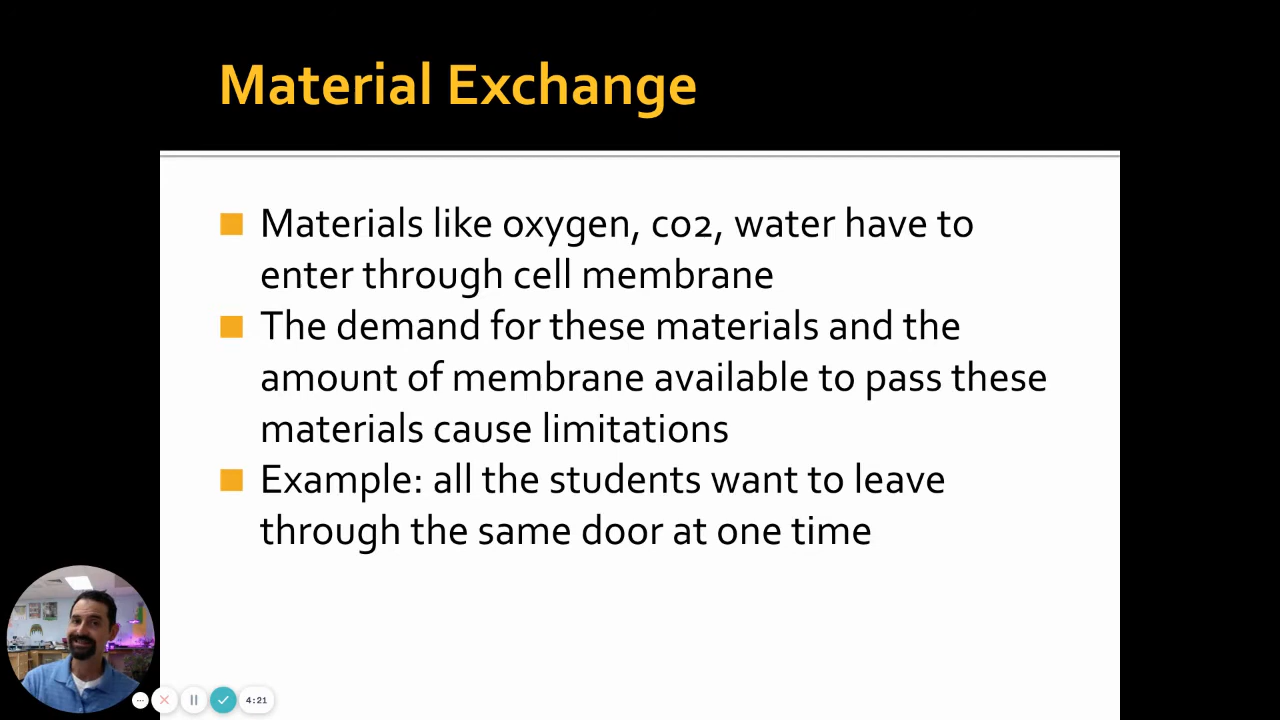 Material Exchange
Materials like oxygen, co2, water have to
enter through cell membrane
The demand for these materials and the
amount of membrane available to pass these
materials cause limitations
Example: all the students want to leave
through the same door at one time
4:21